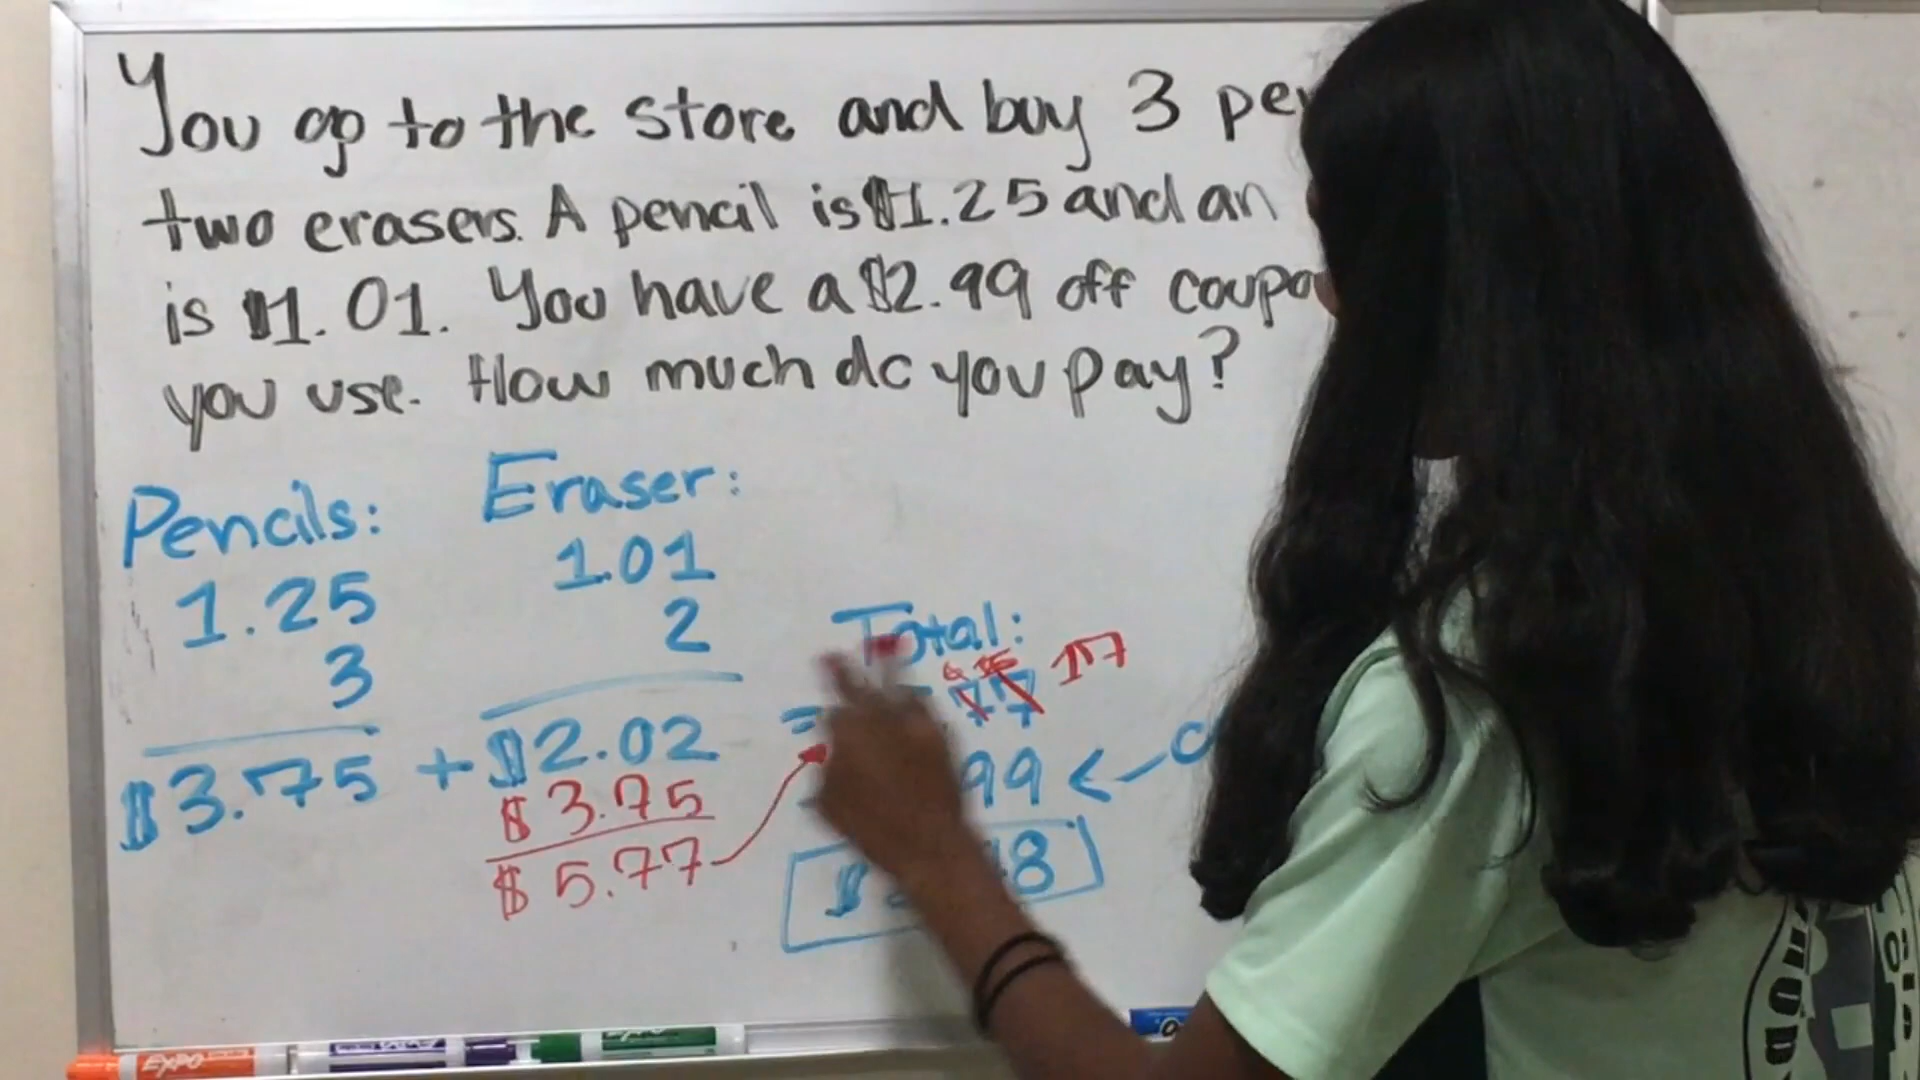 You go to the store and buy 3
two erasers. A pencil is $1.25 and an
is $1.01. You have a $2.99 off
you use. How much do you pay?
Pencils:
1.25
3
$3.75
Eraser:
1.01
2
+ $2.02
$3.75
$5.77
Total:
=
77
99 <
$ 8
EXPO